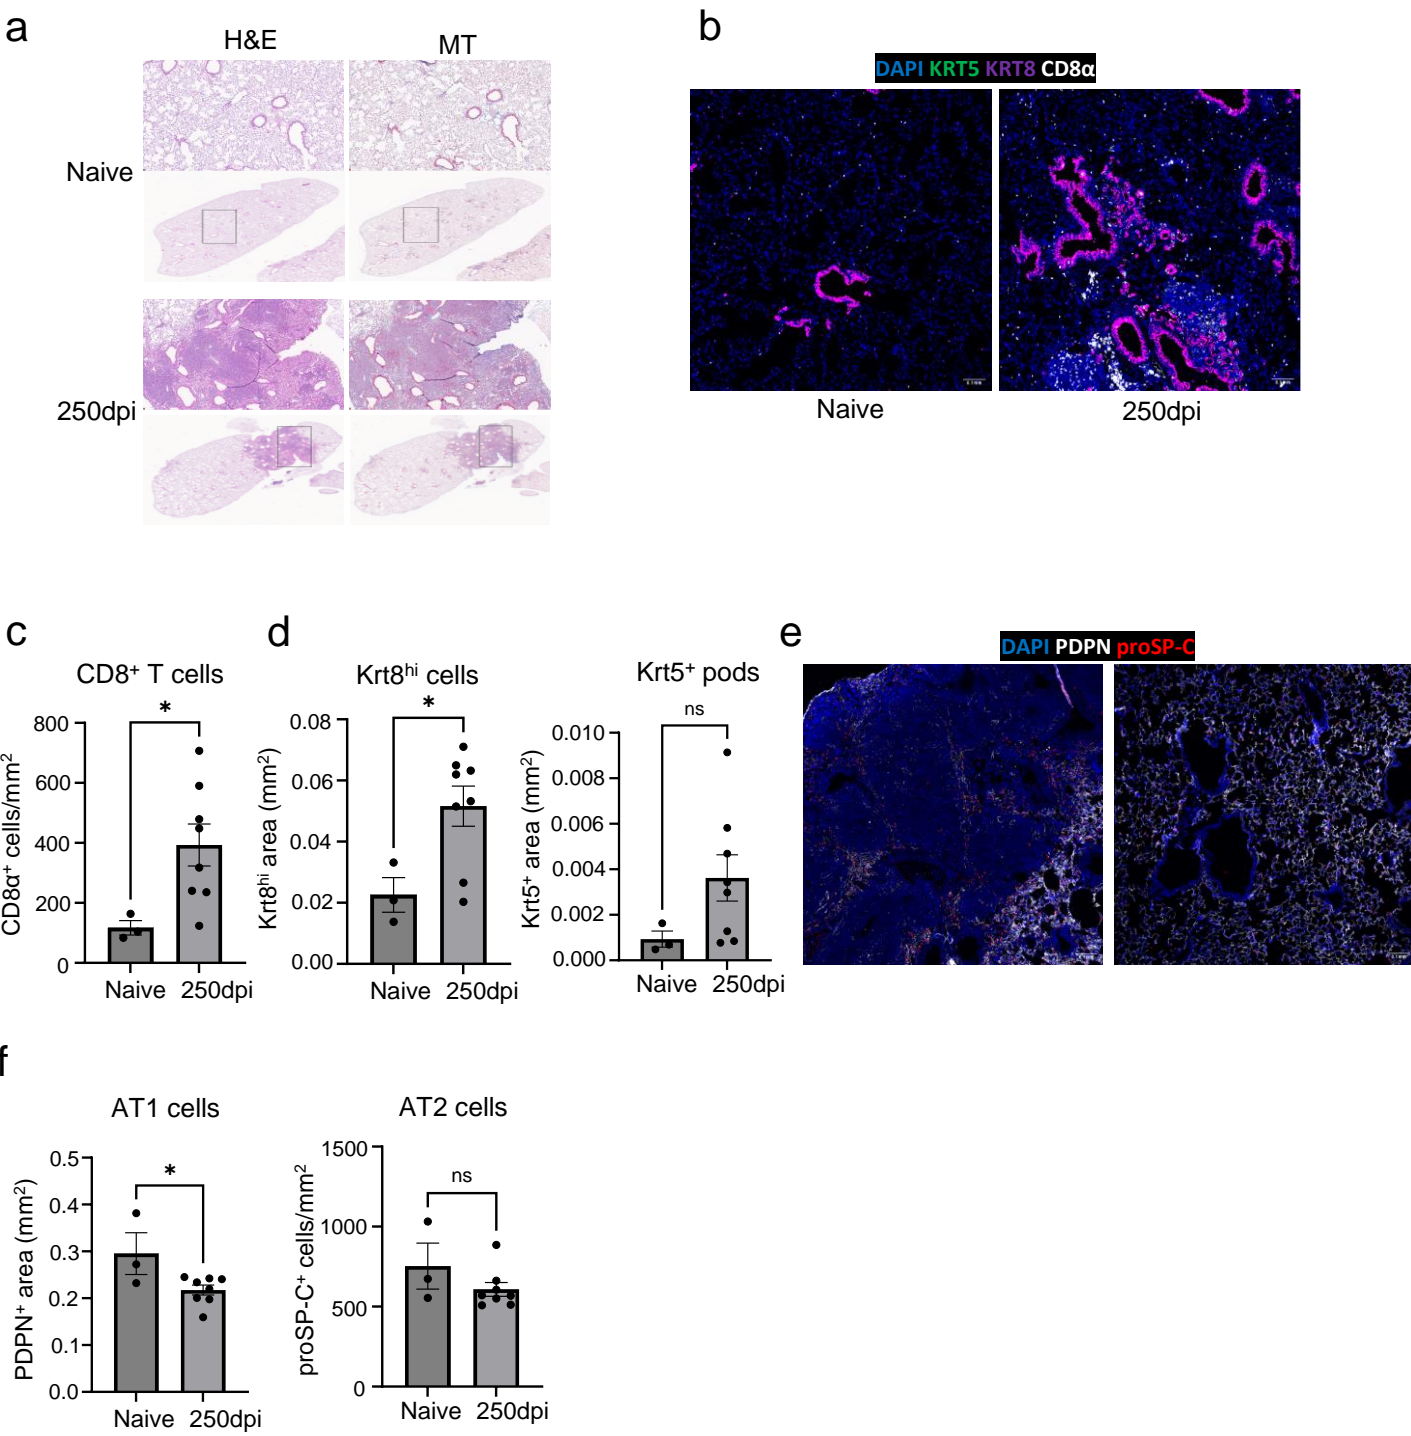 a
H&E
MT
Naive
250dpi
b
DAPI KRT5 KRT8 CD8α
Naive
250dpi
c
CD8⁺ T cells
*
CD8α⁺ cells/mm²
800
600
400
200
0
Naive
250dpi
d
Krt8ʰⁱ cells
*
Krt8ʰⁱ area (mm²)
0.08
0.06
0.04
0.02
0.00
Naive
250dpi
Krt5⁺ pods
ns
Krt5⁺ area (mm²)
0.010
0.008
0.006
0.004
0.002
0.000
Naive
250dpi
e
DAPI PDPN proSP-C
f
AT1 cells
*
PDPN⁺ area (mm²)
0.5
0.4
0.3
0.2
0.1
0.0
Naive
250dpi
AT2 cells
ns
proSP-C⁺ cells/mm²
1500
1000
500
0
Naive
250dpi